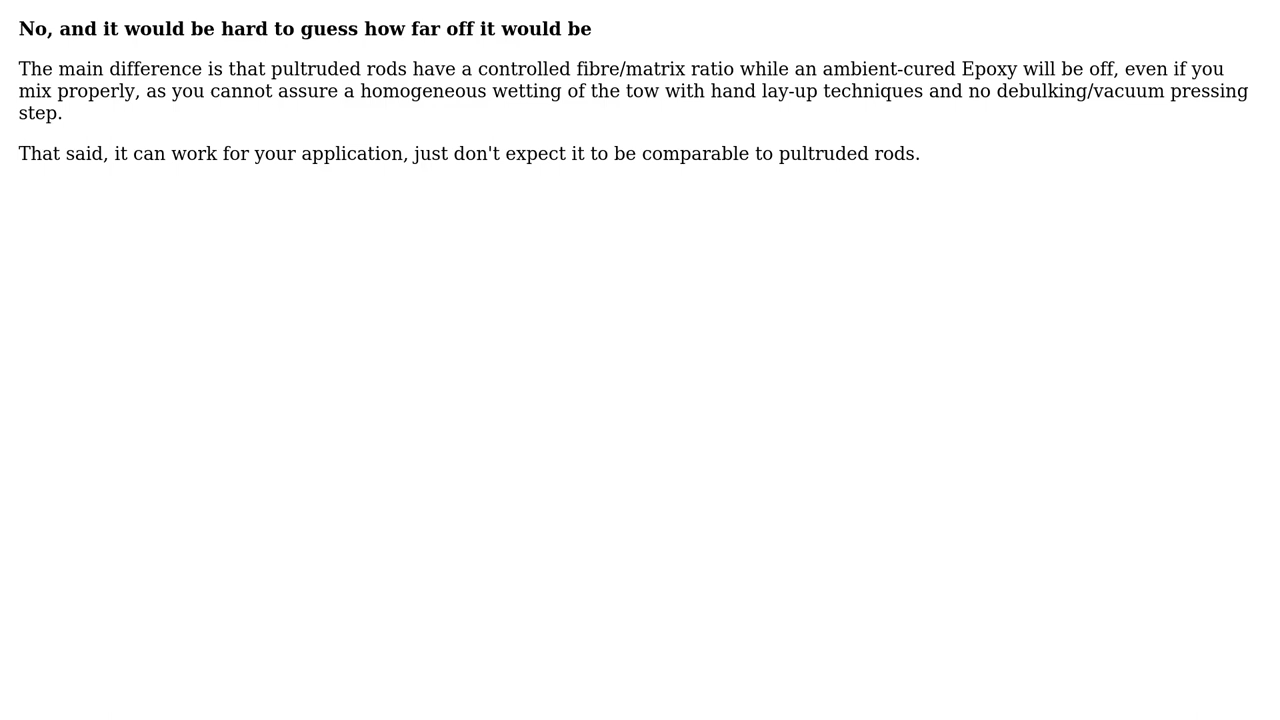 No, and it would be hard to guess how far off it would be
The main difference is that pultruded rods have a controlled fibre/matrix ratio while an ambient-cured Epoxy will be off, even if you
mix properly, as you cannot assure a homogeneous wetting of the tow with hand lay-up techniques and no debulking/vacuum pressing
step.
That said, it can work for your application, just don't expect it to be comparable to pultruded rods.